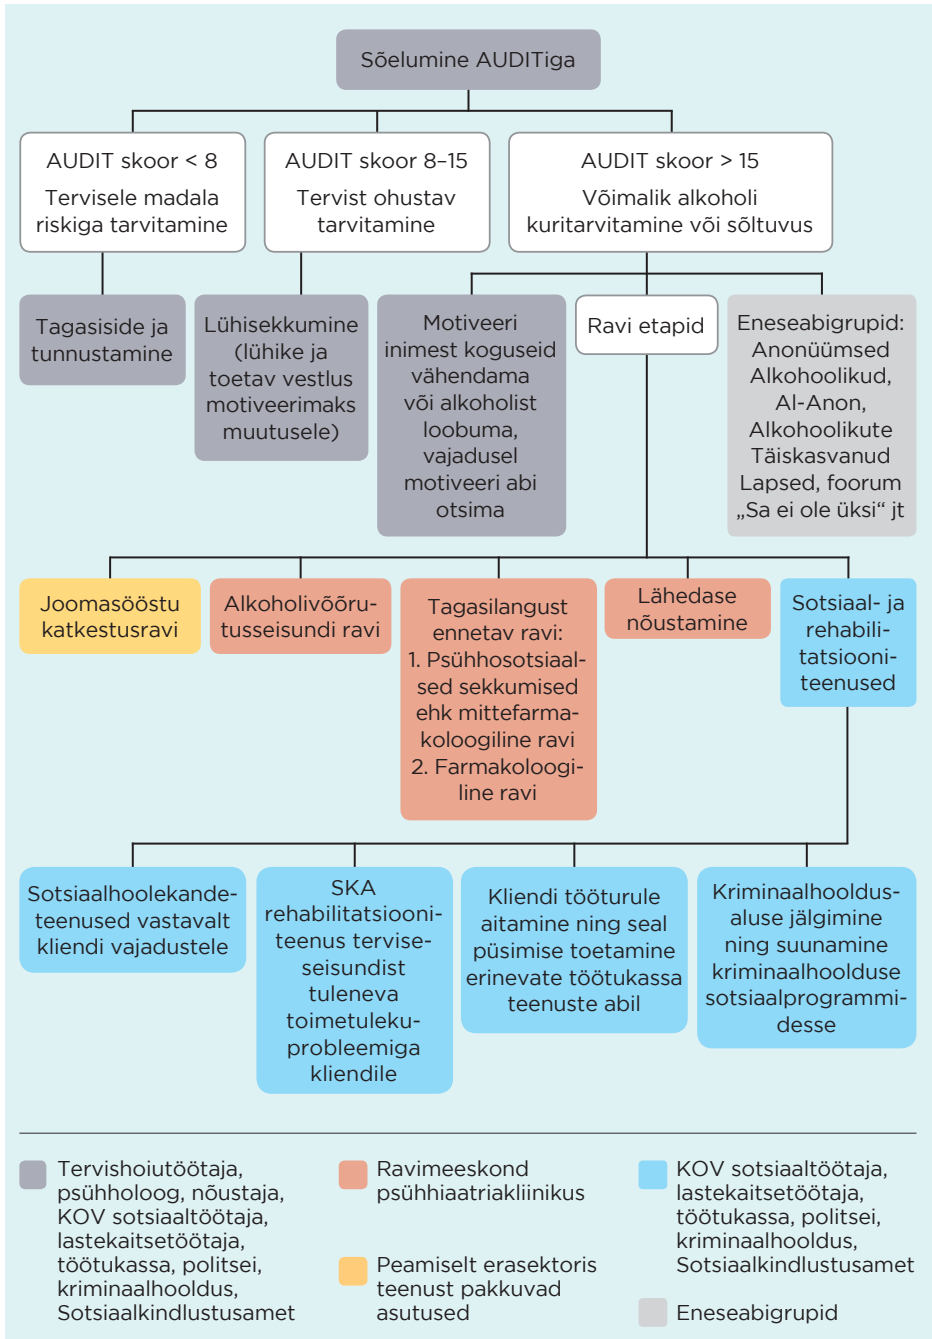 Sõelumine AUDITiga
AUDIT skoor < 8
Tervisele madala
riskiga tarvitamine
AUDIT skoor 8–15
Tervist ohustav
tarvitamine
AUDIT skoor > 15
Võimalik alkoholi
kuritarvitamine või sõltuvus
Tagasiside ja
tunnustamine
Lühisekkumine
(lühike ja
toetav vestlus
motiveerimaks
muutusele)
Motiveeri
inimest koguseid
vähendama
või alkoholist
loobuma,
vajadusel
motiveeri abi
otsima
Ravi etapid
Eneseabigrupid:
Anonüümsed
Alkohoolikud,
Al-Anon,
Alkohoolikute
Täiskasvanud
Lapsed, foorum
„Sa ei ole üksi“ jt
Joomasööstu
katkestusravi
Alkoholivõõru-
tusseisundi ravi
Tagasilangust
ennetav ravi:
1. Psühhosotsiaal-
sed sekkumised
ehk mittefarma-
koloogiline ravi
2. Farmakoloogi-
line ravi
Lähedase
nõustamine
Sotsiaal- ja
rehabili-
tatsiooni-
teenused
Sotsiaalhoolekande-
teenused vastavalt
kliendi vajadustele
SKA
rehabilitatsiooni-
teenus tervise-
seisundist
tuleneva
toimetuleku-
probleemiga
kliendile
Kliendi tööturule
aitamine ning seal
püsimise toetamine
erinevate töötukassa
teenuste abil
Kriminaalhooldus-
aluse jälgimine
ning suunamine
kriminaalhoolduse
sotsiaalprogrammi-
desse
Tervishoiutöötaja,
psühholoog, nõustaja,
KOV sotsiaaltöötaja,
lastekaitsetöötaja,
töötukassa, politsei,
kriminaalhooldus,
Sotsiaalkindlustusamet
Ravimeeskond
psühhiaatriakliinikus
Peamiselt erasektoris
teenust pakkuvad
asutused
KOV sotsiaaltöötaja,
lastekaitsetöötaja,
töötukassa, politsei,
kriminaalhooldus,
Sotsiaalkindlustusamet
Eneseabigrupid